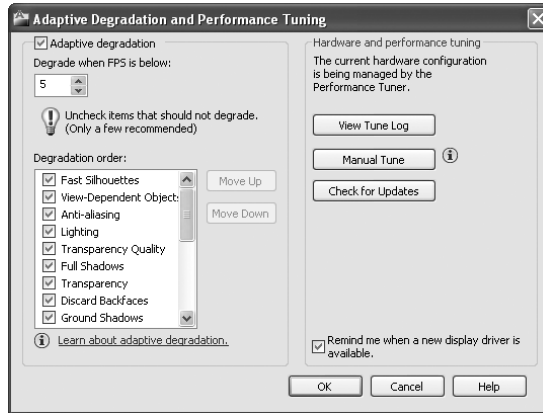 Adaptive Degradation and Performance Tuning
Adaptive degradation
Degrade when FPS is below:
5
Uncheck items that should not degrade.
(Only a few recommended)
Degradation order:
Fast Silhouettes
View-Dependent Objects
Anti-aliasing
Lighting
Transparency Quality
Full Shadows
Transparency
Discard Backfaces
Ground Shadows
Move Up
Move Down
Learn about adaptive degradation.
Hardware and performance tuning
The current hardware configuration
is being managed by the
Performance Tuner.
View Tune Log
Manual Tune
Check for Updates
Remind me when a new display driver is
available.
OK
Cancel
Help